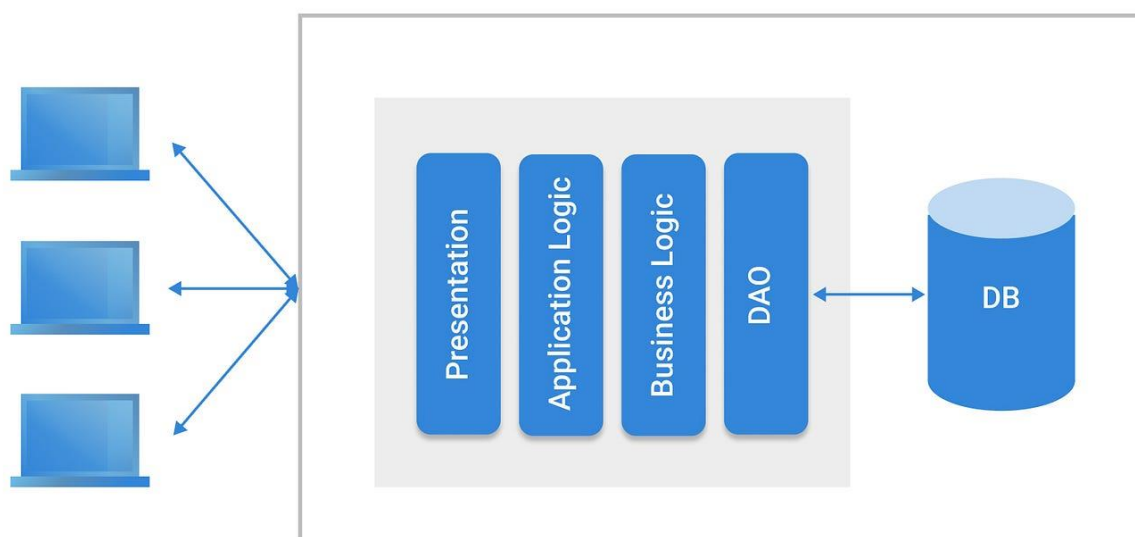 Presentation
Application Logic
Business Logic
DAO
DB